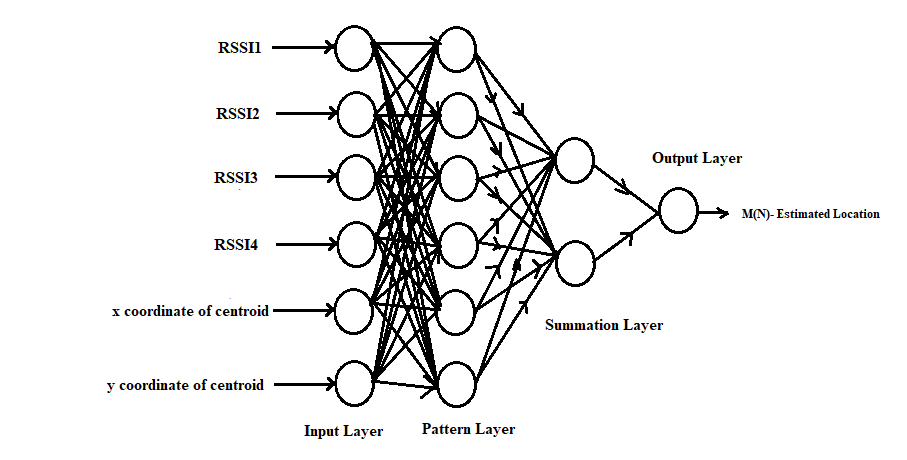 RSSI1
RSSI2
RSSI3
RSSI4
x coordinate of centroid
y coordinate of centroid
Input Layer
Pattern Layer
Summation Layer
Output Layer
M(N)- Estimated Location